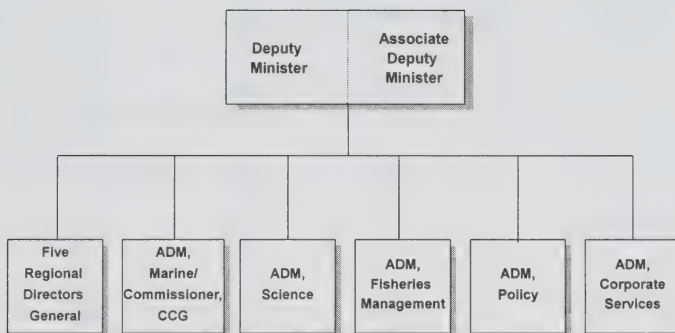 Deputy
Minister
Associate
Deputy
Minister
Five
Regional
Directors
General
ADM,
Marine/
Commissioner,
CCG
ADM,
Science
ADM,
Fisheries
Management
ADM,
Policy
ADM,
Corporate
Services